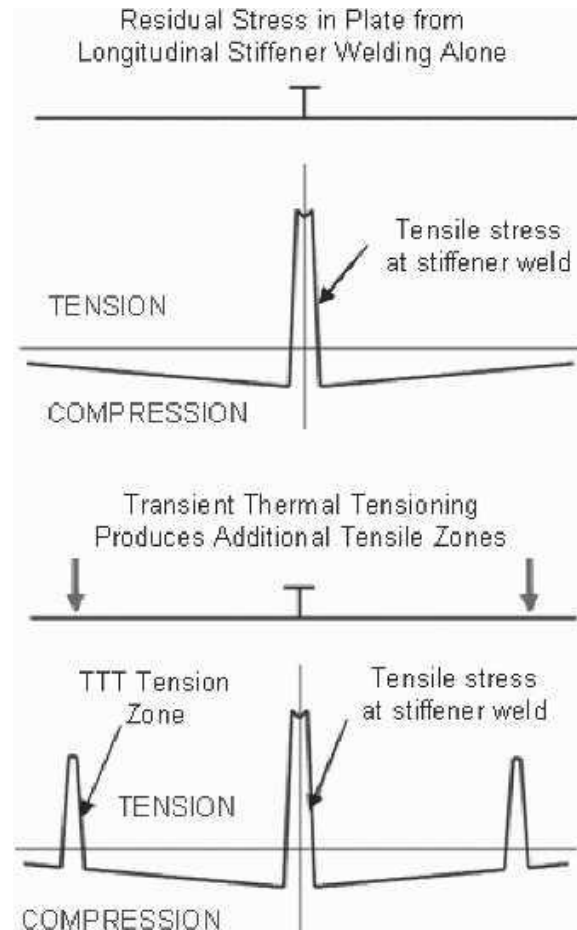 Residual Stress in Plate from
Longitudinal Stiffener Welding Alone
Tensile stress
at stiffener weld
TENSION
COMPRESSION
Transient Thermal Tensioning
Produces Additional Tensile Zones
TTT Tension
Zone
Tensile stress
at stiffener weld
TENSION
COMPRESSION